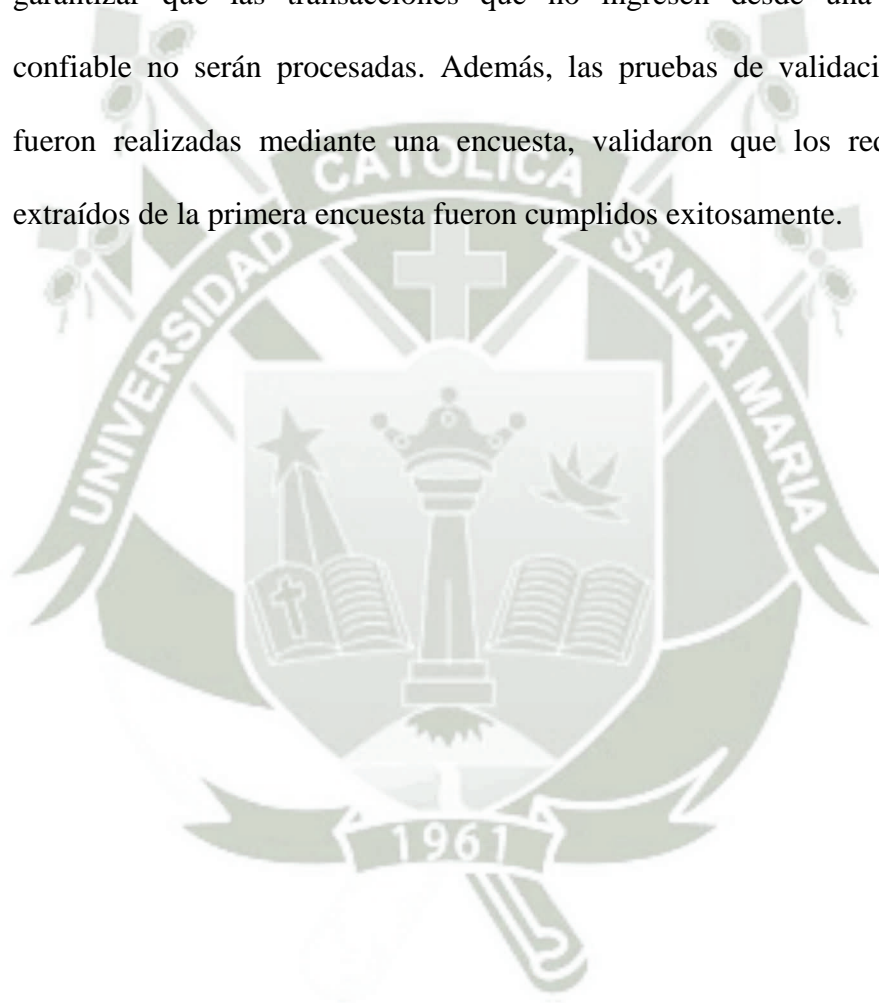 garantizar que las transacciones que no ingresen desde una
confiable no serán procesadas. Además, las pruebas de validaci
fueron realizadas mediante una encuesta, validaron que los
extraídos de la primera encuesta fueron cumplidos exitosamente.
UNIVERSIDAD CATOLICA SANTA MARIA
1961